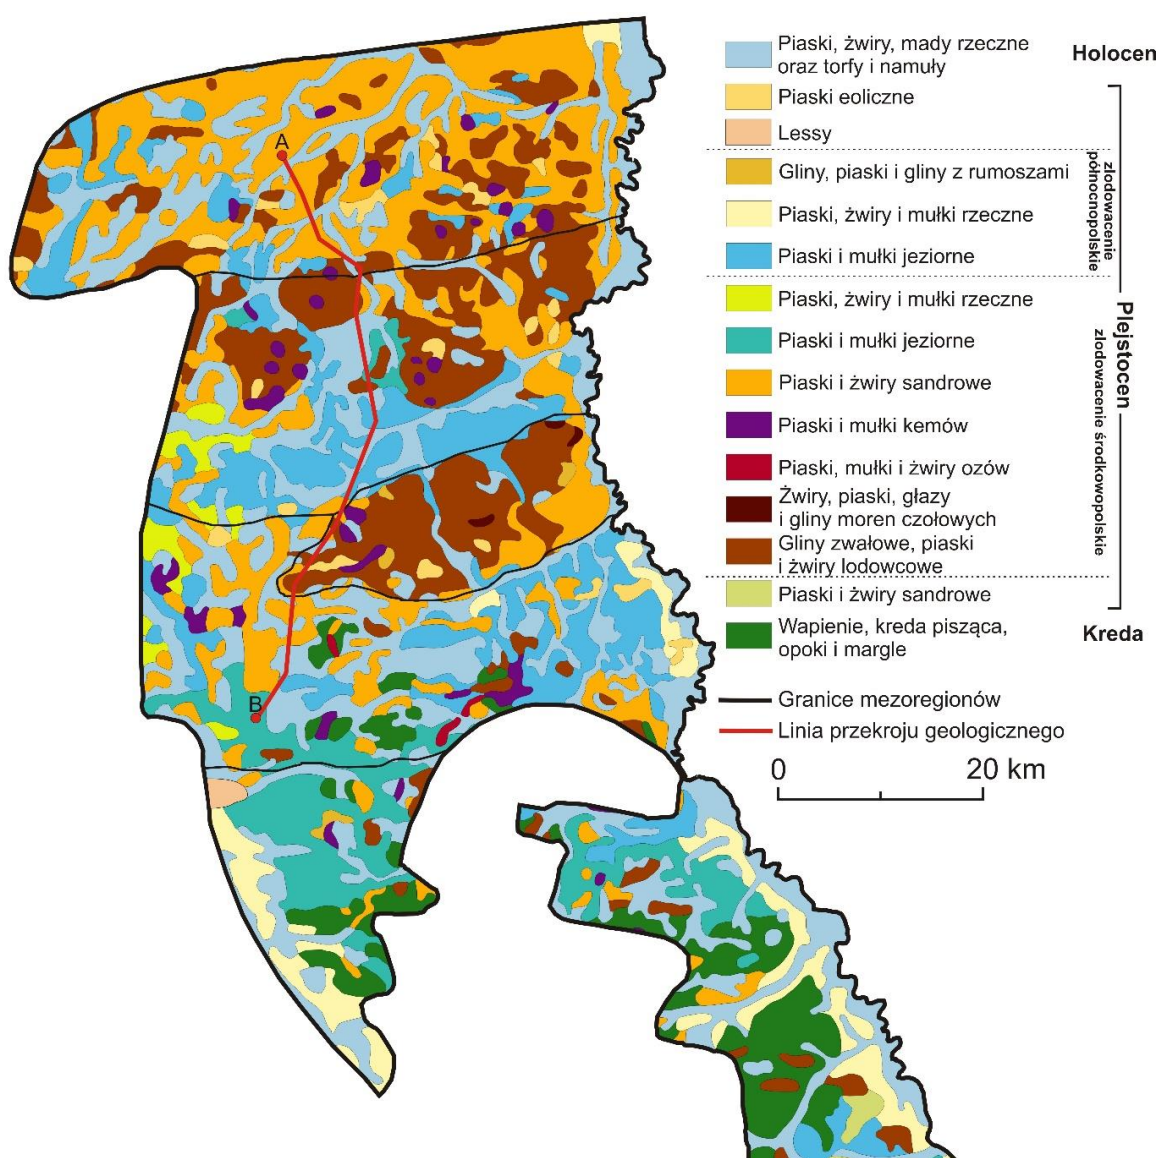 Piaski, żwiry, mady rzeczne
oraz torfy i namuły
Holocen
Piaski eoliczne
Lessy
Gliny, piaski i gliny z rumoszami
Piaski, żwiry i mułki rzeczne
Piaski i mułki jeziorne
złodowacenie
północnopolskie
Piaski, żwiry i mułki rzeczne
Piaski i mułki jeziorne
Piaski i żwiry sandrowe
Piaski i mułki kemów
Piaski, mułki i żwiry ozów
Żwiry, piaski, głazy
i gliny moren czołowych
Gliny zwałowe, piaski
i żwiry łodowcowe
złodowacenie środkowopolskie
Plejstocen
Piaski i żwiry sandrowe
Wapienie, kreda pisząca,
opoki i margle
Kreda
Granice mezoregionów
Linia przekroju geologicznego
0 20 km
A
B